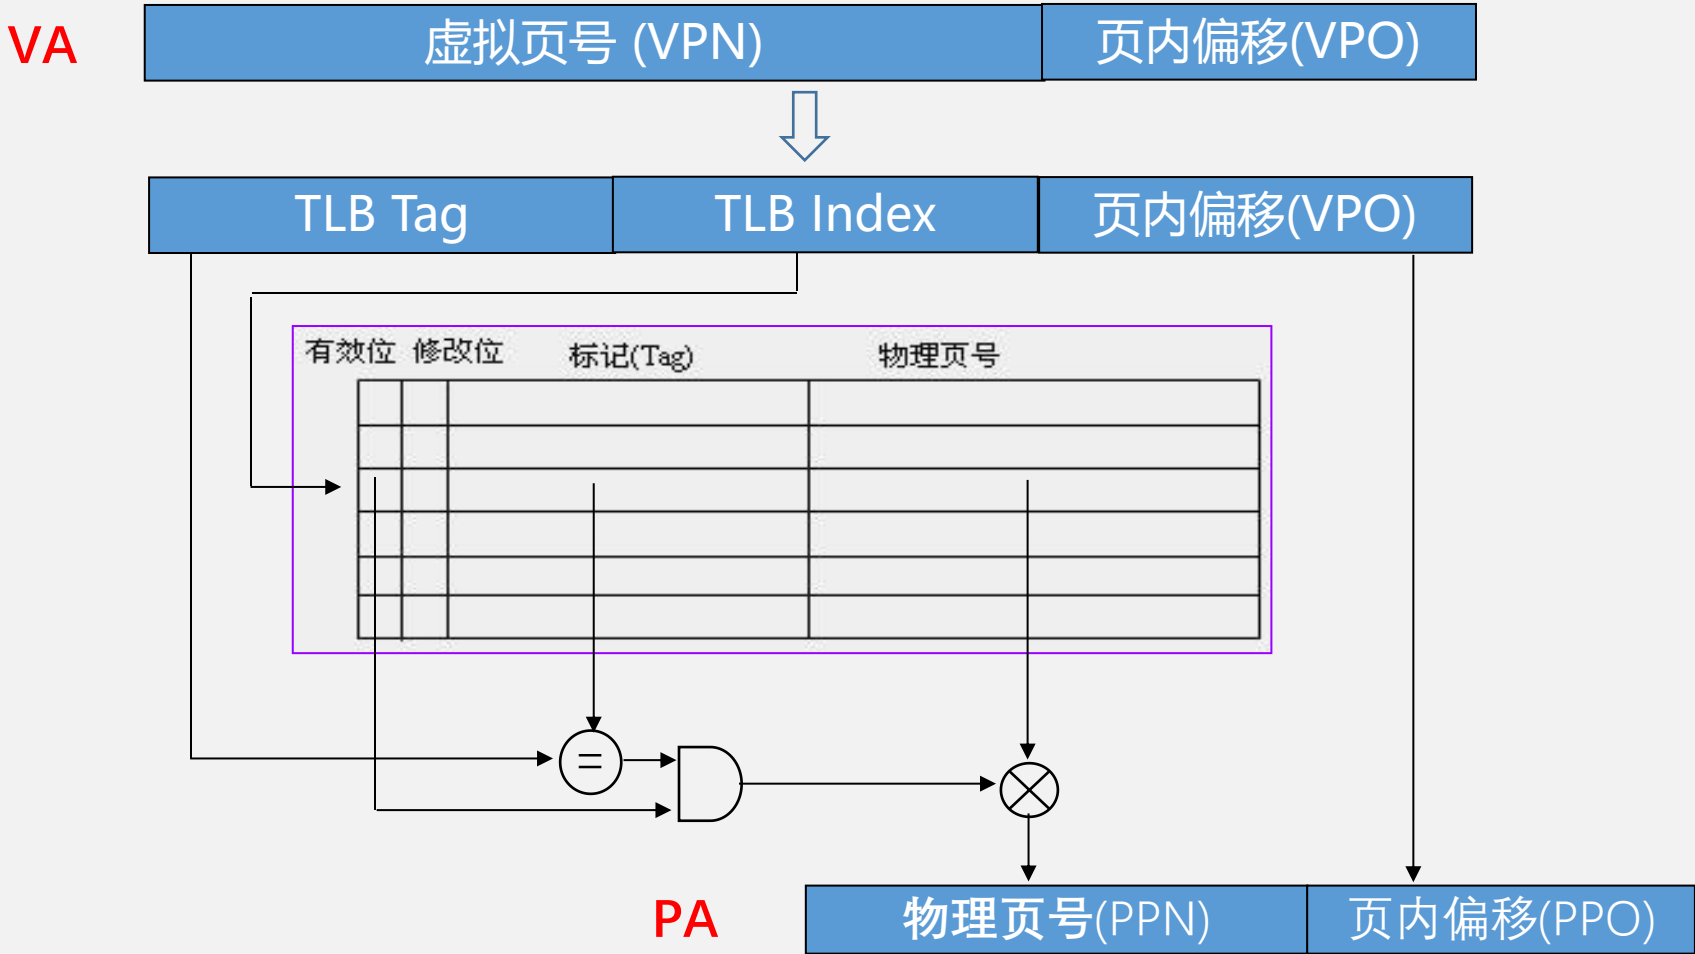 VA 虚拟页号 (VPN) 页内偏移(VPO)
TLB Tag TLB Index 页内偏移(VPO)
有效位 修改位 标记(Tag) 物理页号
=
PA 物理页号(PPN) 页内偏移(PPO)